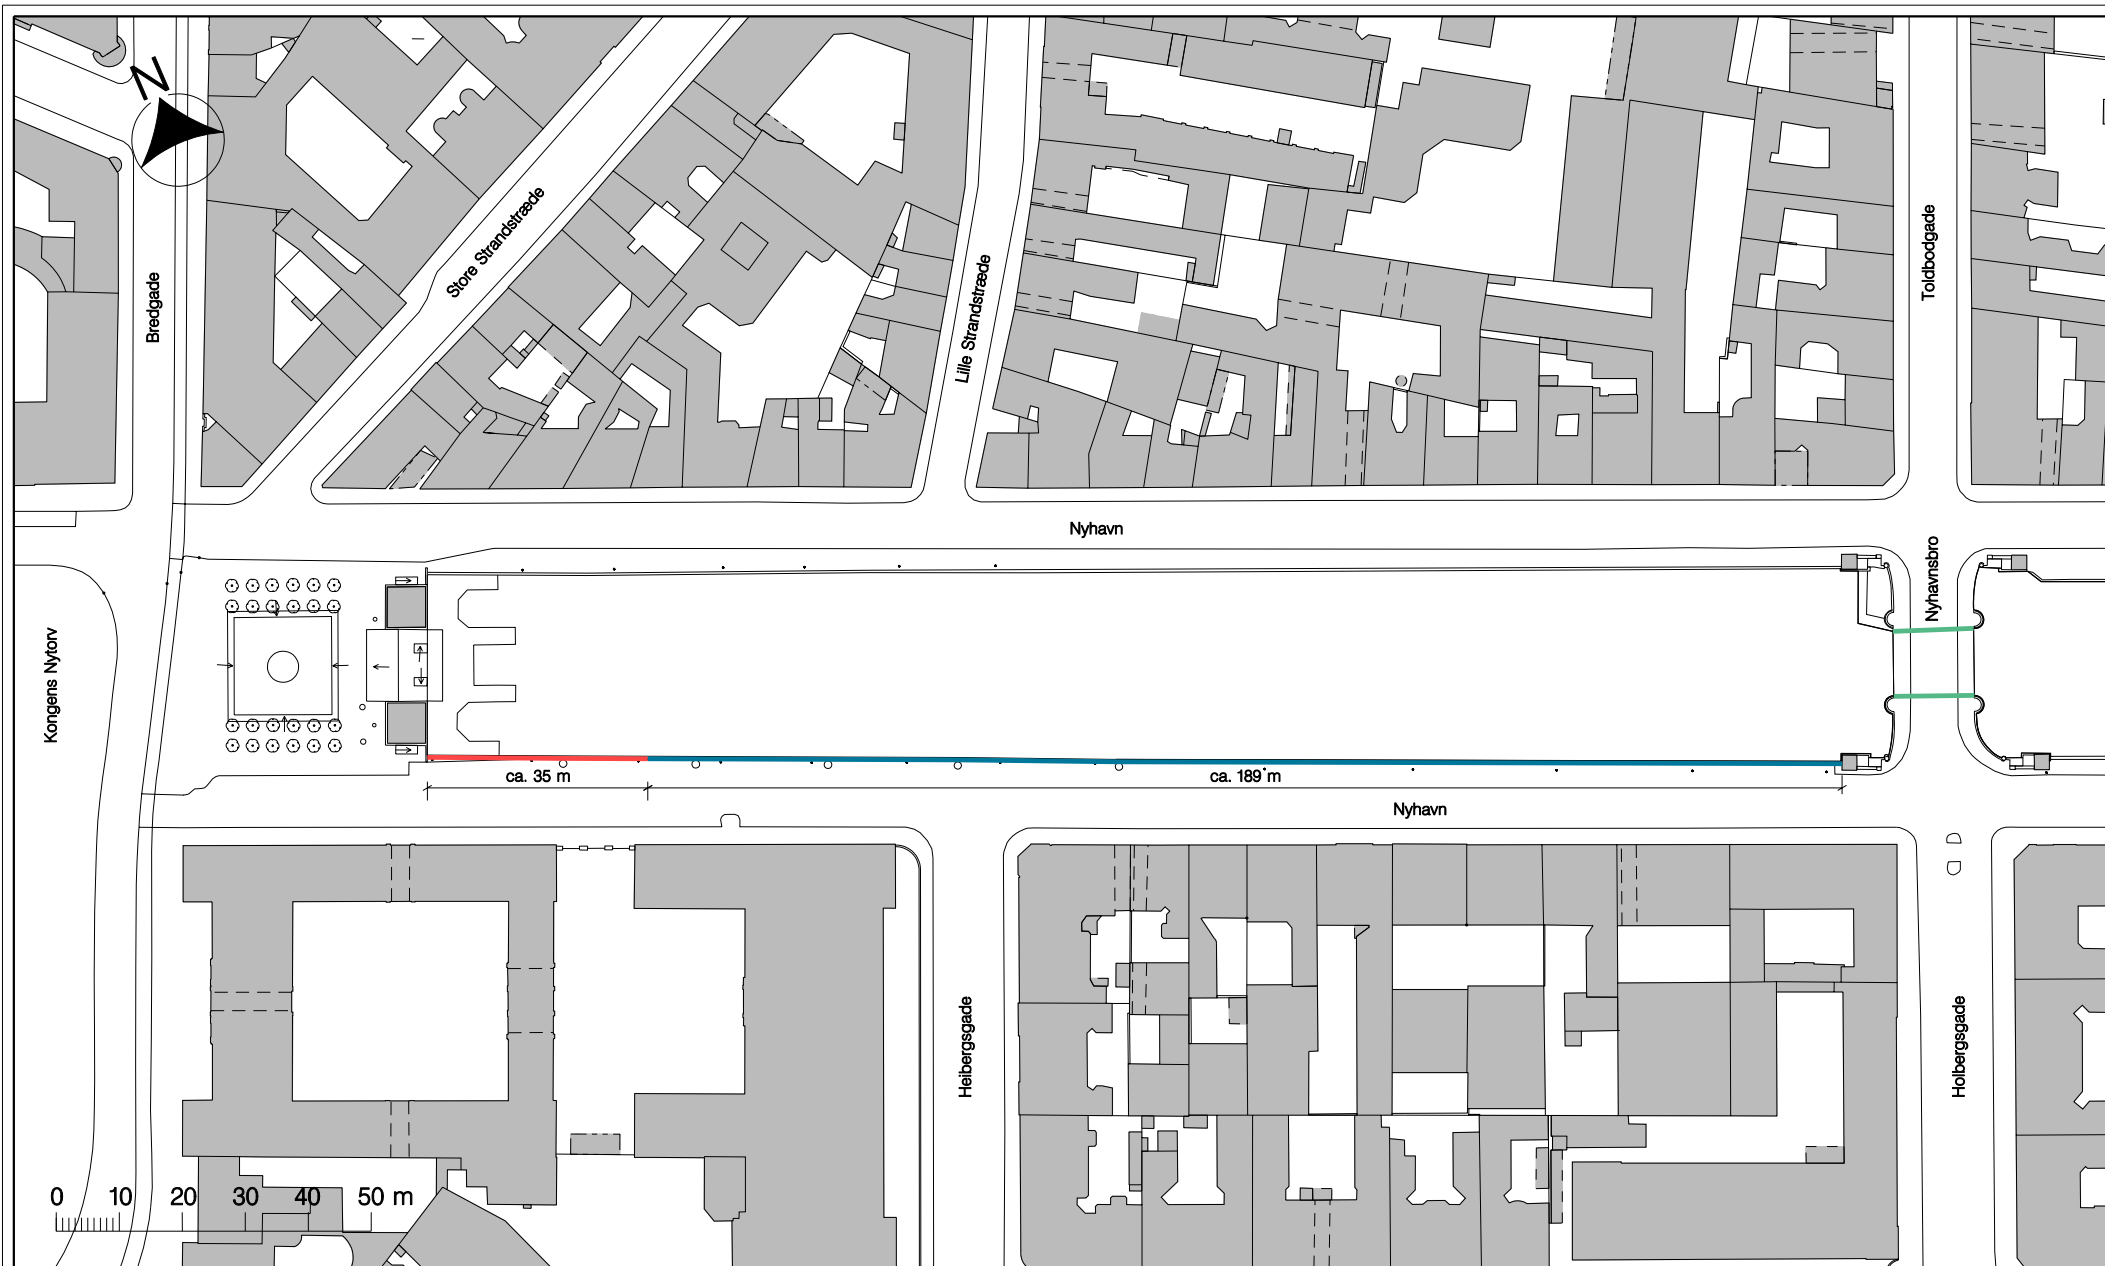 N
Bredgade
Store Strandstræde
Lille Strandstræde
Toldbodgade
Nyhavn
Nyhavnsbro
Kongens Nytorv
ca. 35 m
ca. 189 m
Nyhavn
Heibergsgade
Holbergsgade
0 10 20 30 40 50 m